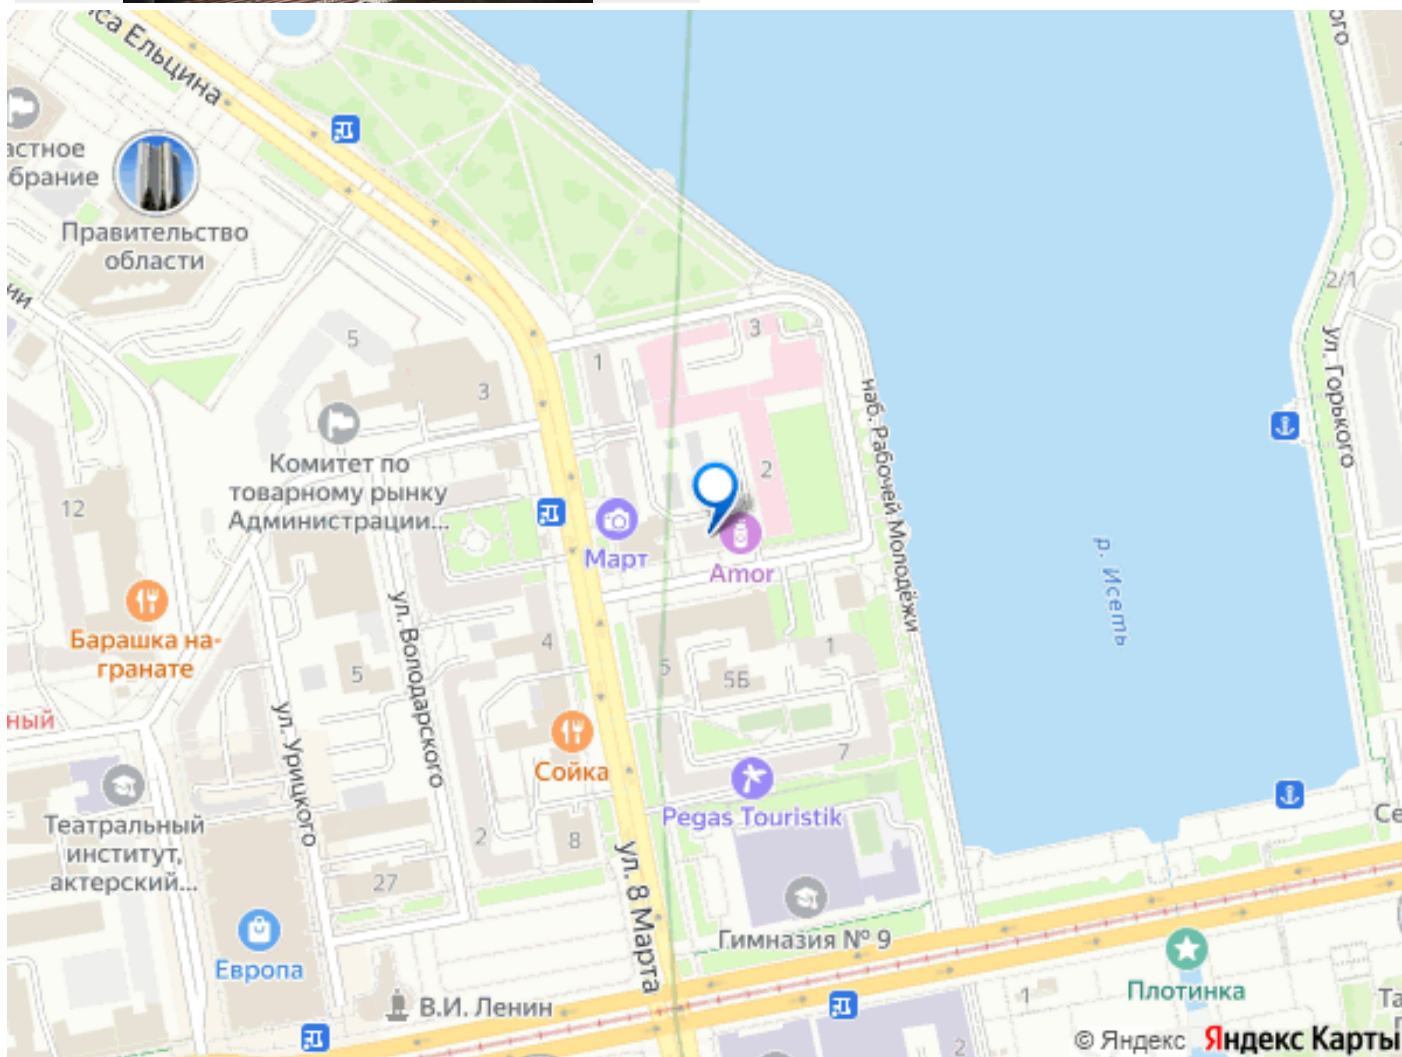 са Ельцина
астное
брание
Правительство
области
ии
5
3
1
3
2
Комитет по
товарному рынку
Администрации...
12
Март
Amor
наб. Рабочей Молодёжи
ого
2/1
ул. Горького
р. Исеть
Барашка на-
гранате
ул. Володарского
5
4
5
5Б
1
7
ный
ул. Урицкого
Сойка
Pegas Touristik
Театральный
институт,
актерский...
2
8
27
ул. 8 Марта
Се
Гимназия № 9
Европа
В.И. Ленин
Плотинка
1
2
Та
© Яндекс Яндекс Карты